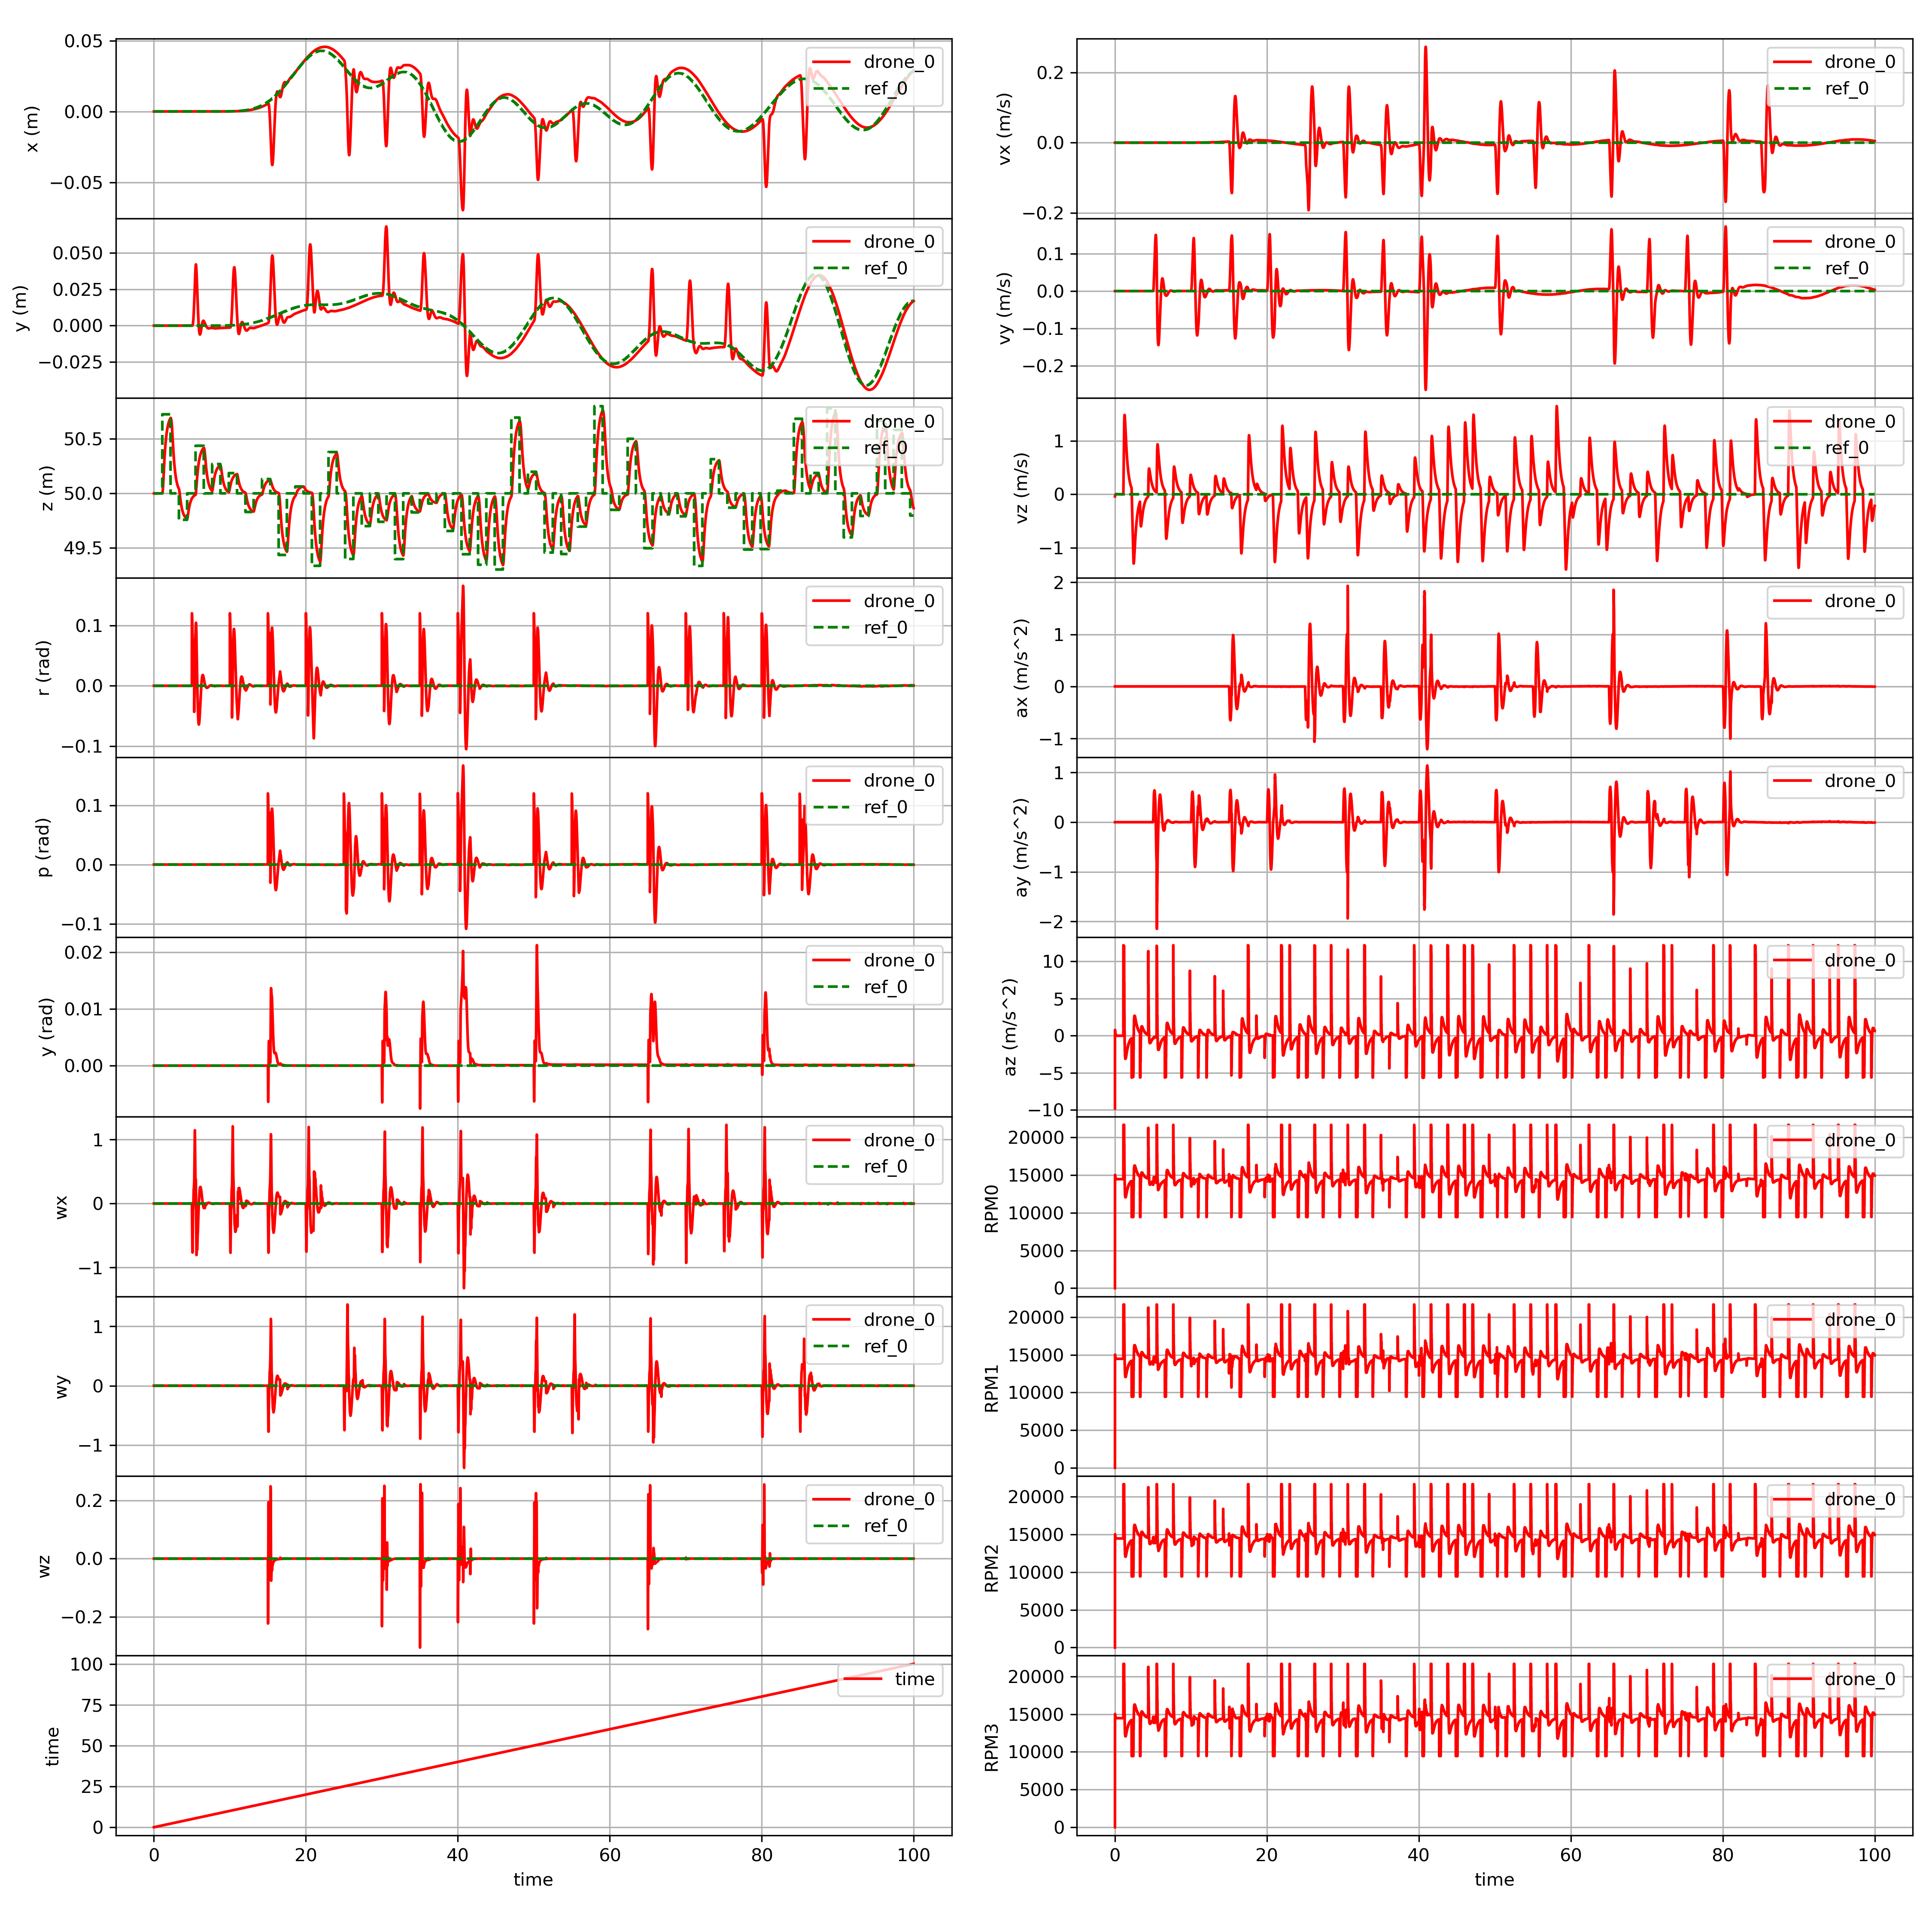 0.05
0.00
−0.05
x (m)
drone_0
ref_0
0.050
0.025
0.000
−0.025
y (m)
drone_0
ref_0
50.5
50.0
49.5
z (m)
drone_0
ref_0
0.1
0.0
−0.1
r (rad)
drone_0
ref_0
0.1
0.0
−0.1
p (rad)
drone_0
ref_0
0.02
0.01
0.00
y (rad)
drone_0
ref_0
1
0
−1
wx
drone_0
ref_0
1
0
−1
wy
drone_0
ref_0
0.2
0.0
−0.2
wz
drone_0
ref_0
100
75
50
25
0
time
time
0 20 40 60 80 100
time
0.2
0.0
−0.2
vx (m/s)
drone_0
ref_0
0.1
0.0
−0.1
−0.2
vy (m/s)
drone_0
ref_0
1
0
−1
vz (m/s)
drone_0
ref_0
2
1
0
−1
ax (m/s^2)
drone_0
1
0
−1
−2
ay (m/s^2)
drone_0
10
5
0
−5
−10
az (m/s^2)
drone_0
20000
15000
10000
5000
0
RPM0
drone_0
20000
15000
10000
5000
0
RPM1
drone_0
20000
15000
10000
5000
0
RPM2
drone_0
20000
15000
10000
5000
0
RPM3
drone_0
0 20 40 60 80 100
time